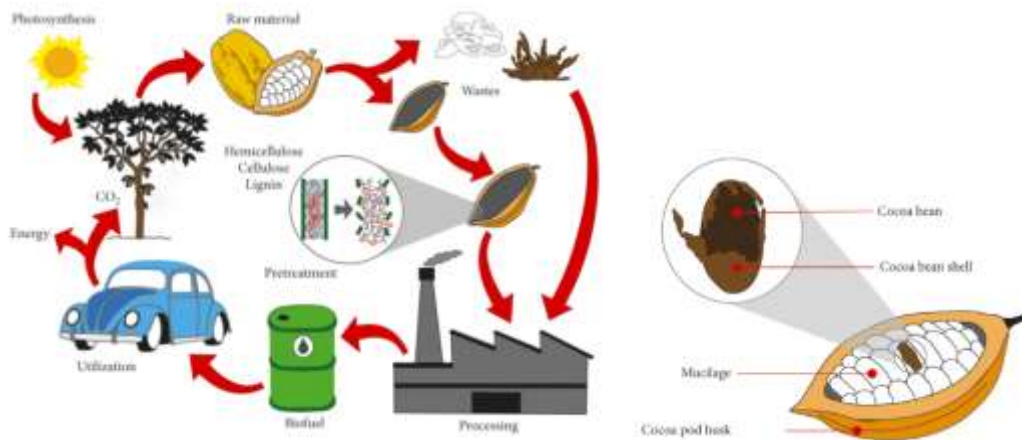 Photosynthesis
Raw material
Wastes
Hemicellulose
Cellulose
Lignin
CO2
Energy
Pretreatment
Utilization
Biofuel
Processing
Cocoa bean
Cocoa bean shell
Mucilage
Cocoa pod husk